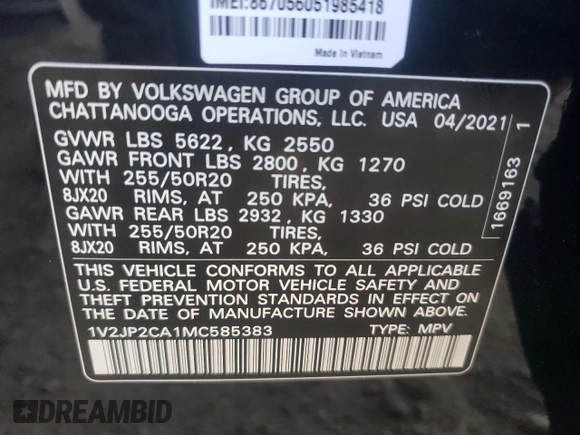 IMEI:867056051985418
Made in Vietnam
MFD BY VOLKSWAGEN GROUP OF AMERICA
CHATTANOOGA OPERATIONS, LLC. USA 04/2021
GVWR LBS 5622, KG 2550
GAWR FRONT LBS 2800, KG 1270
WITH 255/50R20 TIRES,
8JX20 RIMS, AT 250 KPA, 36 PSI COLD
GAWR REAR LBS 2932, KG 1330
WITH 255/50R20 TIRES,
8JX20 RIMS, AT 250 KPA, 36 PSI COLD
THIS VEHICLE CONFORMS TO ALL APPLICABLE
U.S. FEDERAL MOTOR VEHICLE SAFETY AND
THEFT PREVENTION STANDARDS IN EFFECT ON
THE DATE OF MANUFACTURE SHOWN ABOVE.
1V2JP2CA1MC585383 TYPE: MPV
1669163 1
DREAMBID